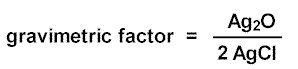 gravimetric factor = Ag₂O / 2 AgCl